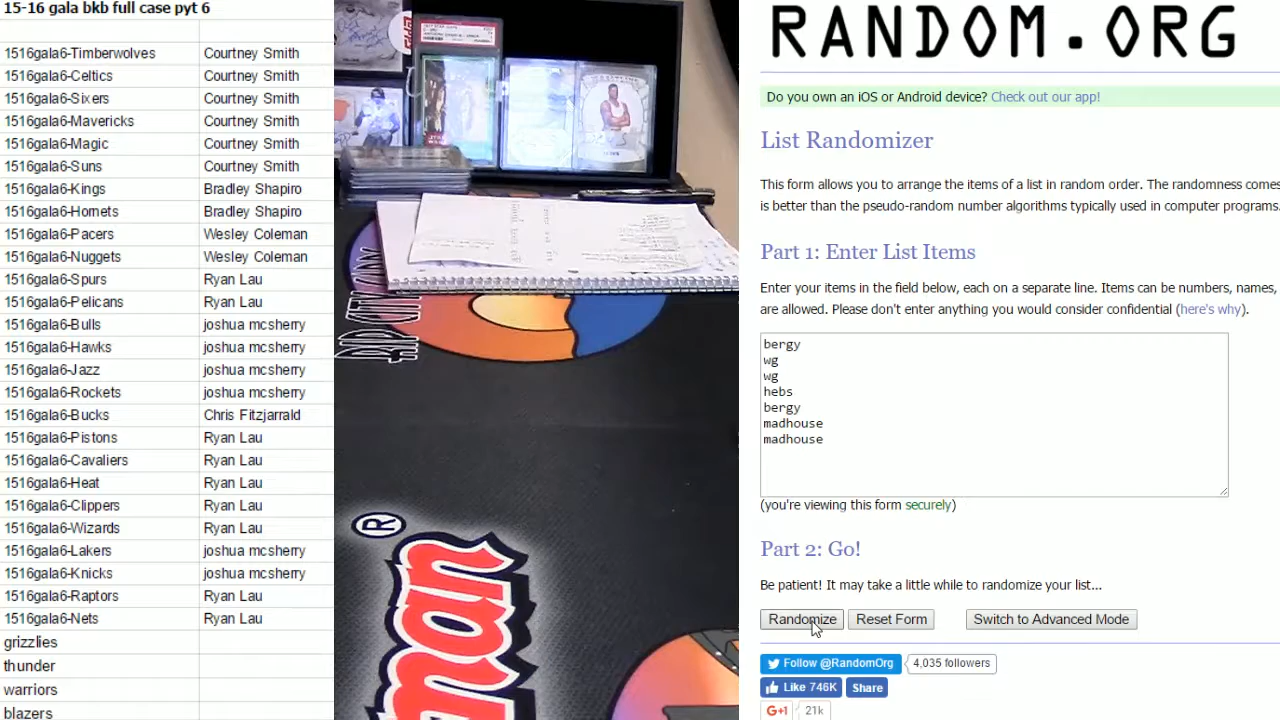 15-16 gala bkb full case pyt 6
1516gala6-Timberwolves Courtney Smith
1516gala6-Celtics Courtney Smith
1516gala6-Sixers Courtney Smith
1516gala6-Mavericks Courtney Smith
1516gala6-Magic Courtney Smith
1516gala6-Suns Courtney Smith
1516gala6-Kings Bradley Shapiro
1516gala6-Hornets Bradley Shapiro
1516gala6-Pacers Wesley Coleman
1516gala6-Nuggets Wesley Coleman
1516gala6-Spurs Ryan Lau
1516gala6-Pelicans Ryan Lau
1516gala6-Bulls joshua mcsherry
1516gala6-Hawks joshua mcsherry
1516gala6-Jazz joshua mcsherry
1516gala6-Rockets joshua mcsherry
1516gala6-Bucks Chris Fitzjarrald
1516gala6-Pistons Ryan Lau
1516gala6-Cavaliers Ryan Lau
1516gala6-Heat Ryan Lau
1516gala6-Clippers Ryan Lau
1516gala6-Wizards Ryan Lau
1516gala6-Lakers joshua mcsherry
1516gala6-Knicks joshua mcsherry
1516gala6-Raptors Ryan Lau
1516gala6-Nets Ryan Lau
grizzlies
thunder
warriors
blazers
RIP CITY
®
man
RANDOM.ORG
Do you own an iOS or Android device? Check out our app!
List Randomizer
This form allows you to arrange the items of a list in random order. The randomness comes
is better than the pseudo-random number algorithms typically used in computer programs.
Part 1: Enter List Items
Enter your items in the field below, each on a separate line. Items can be numbers, names,
are allowed. Please don't enter anything you would consider confidential (here's why).
bergy
wg
wg
hebs
bergy
madhouse
madhouse
(you're viewing this form securely)
Part 2: Go!
Be patient! It may take a little while to randomize your list...
Randomize Reset Form Switch to Advanced Mode
Follow @RandomOrg 4,035 followers
Like 746K Share
G+1 21k